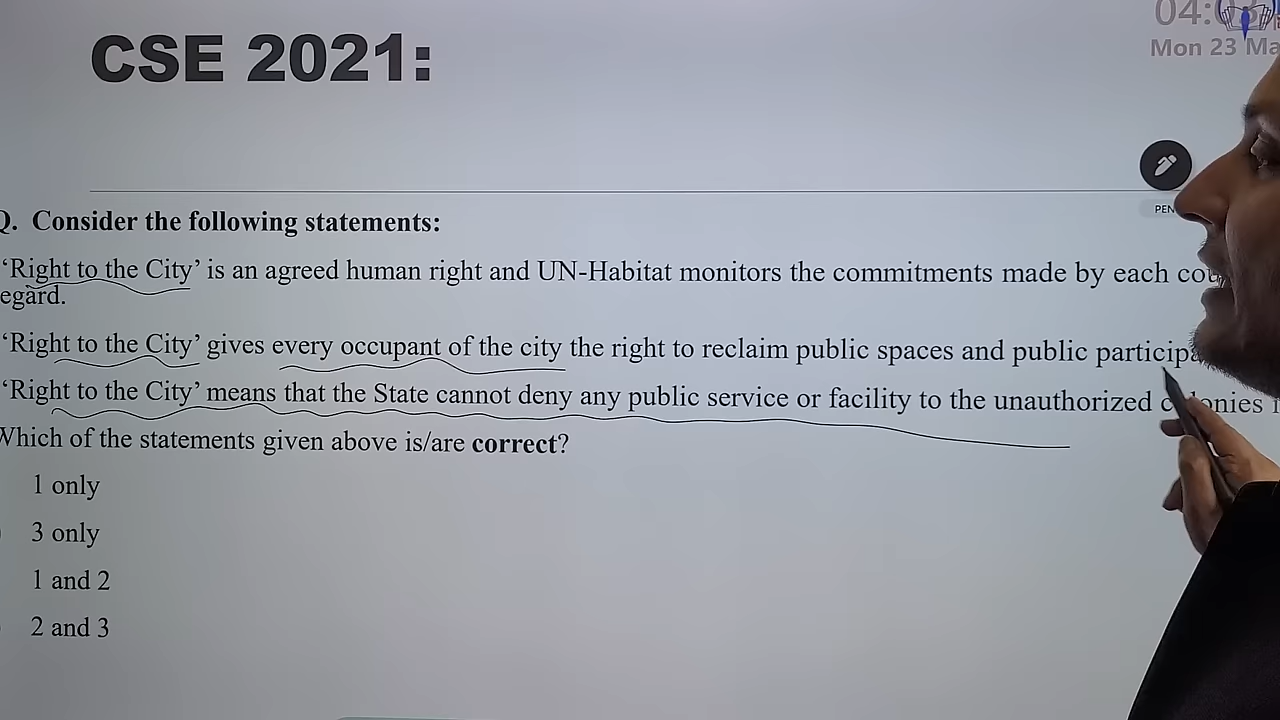 CSE 2021:
Mon 23
PEN
Q. Consider the following statements:
‘Right to the City’ is an agreed human right and UN-Habitat monitors the commitments made by each
egard.
‘Right to the City’ gives every occupant of the city the right to reclaim public spaces and public
‘Right to the City’ means that the State cannot deny any public service or facility to the unauthorized colonies
Which of the statements given above is/are correct?
1 only
3 only
1 and 2
2 and 3